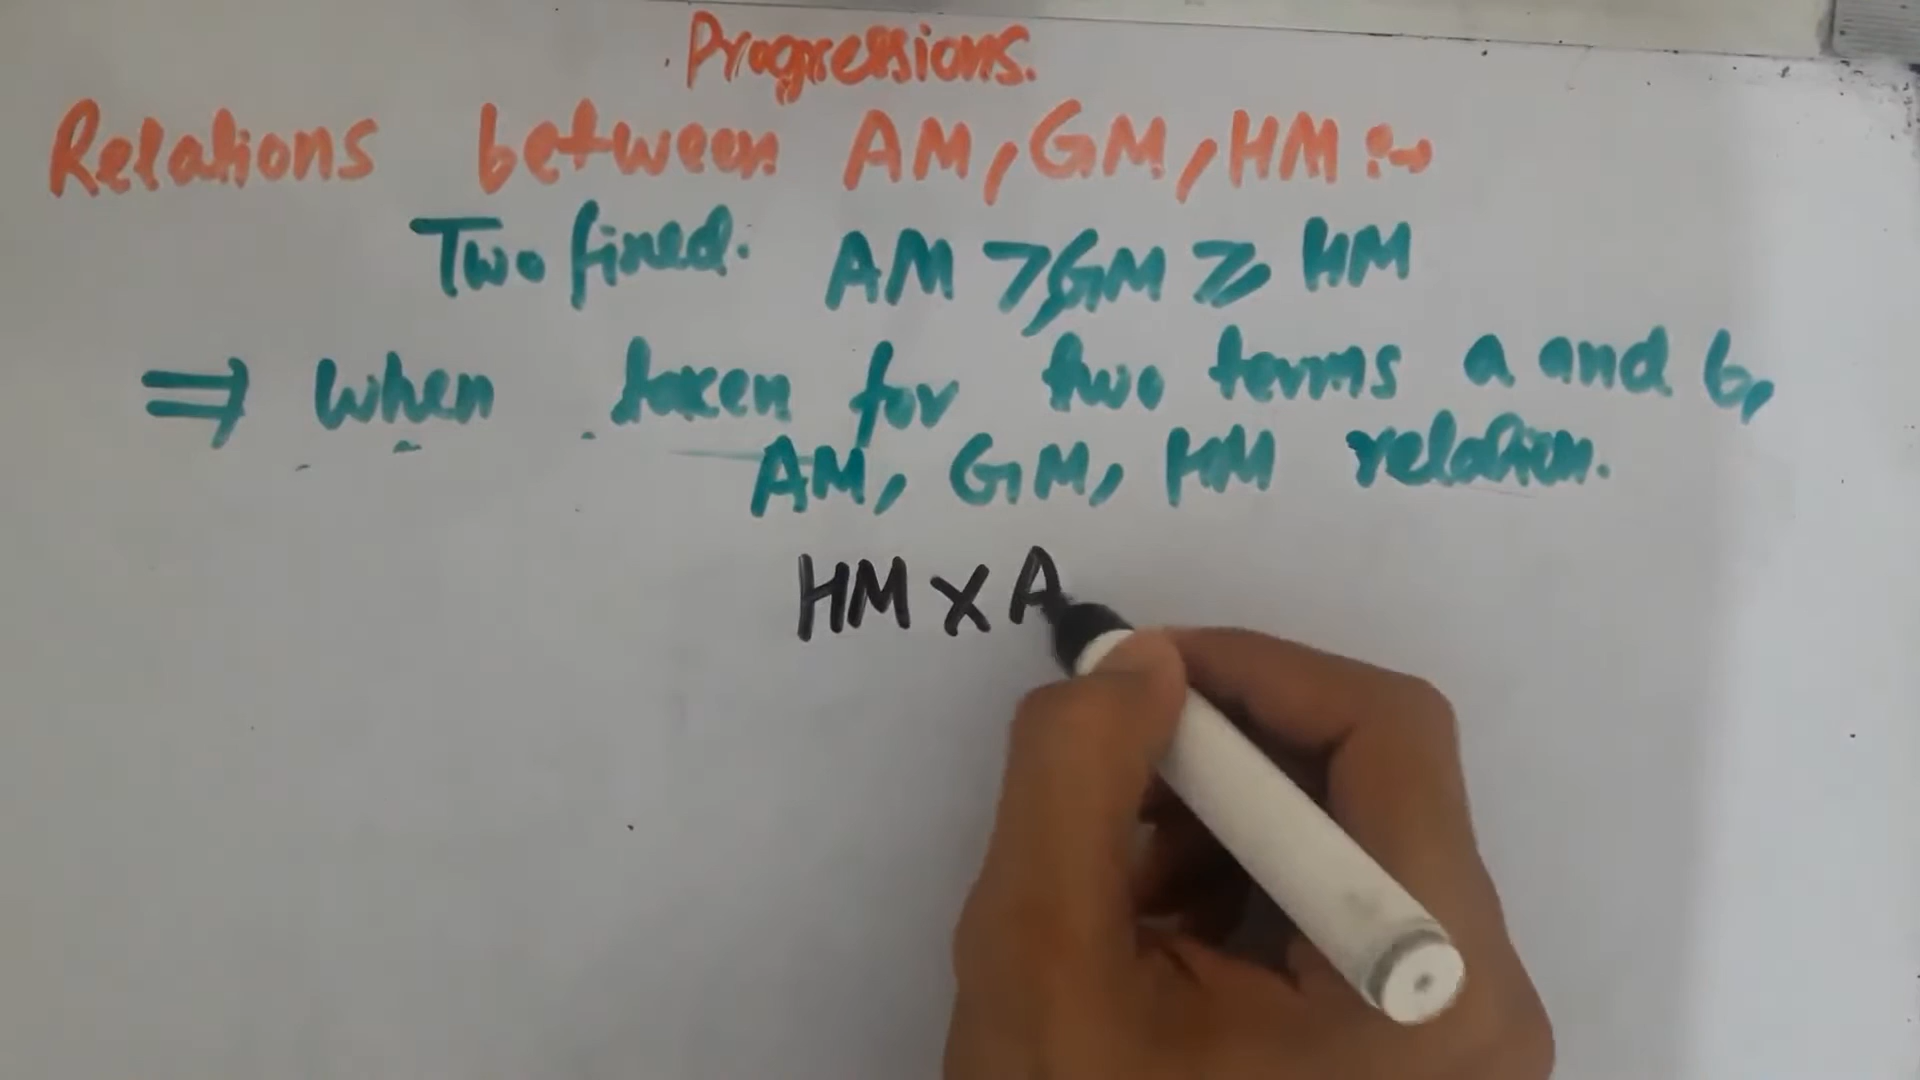 Progressions.
Relations between AM, GM, HM :~
Two fixed. AM ⩾ GM ⩾ HM
⇒ When taken for two terms a and b,
AM, GM, HM relation.
HM × A